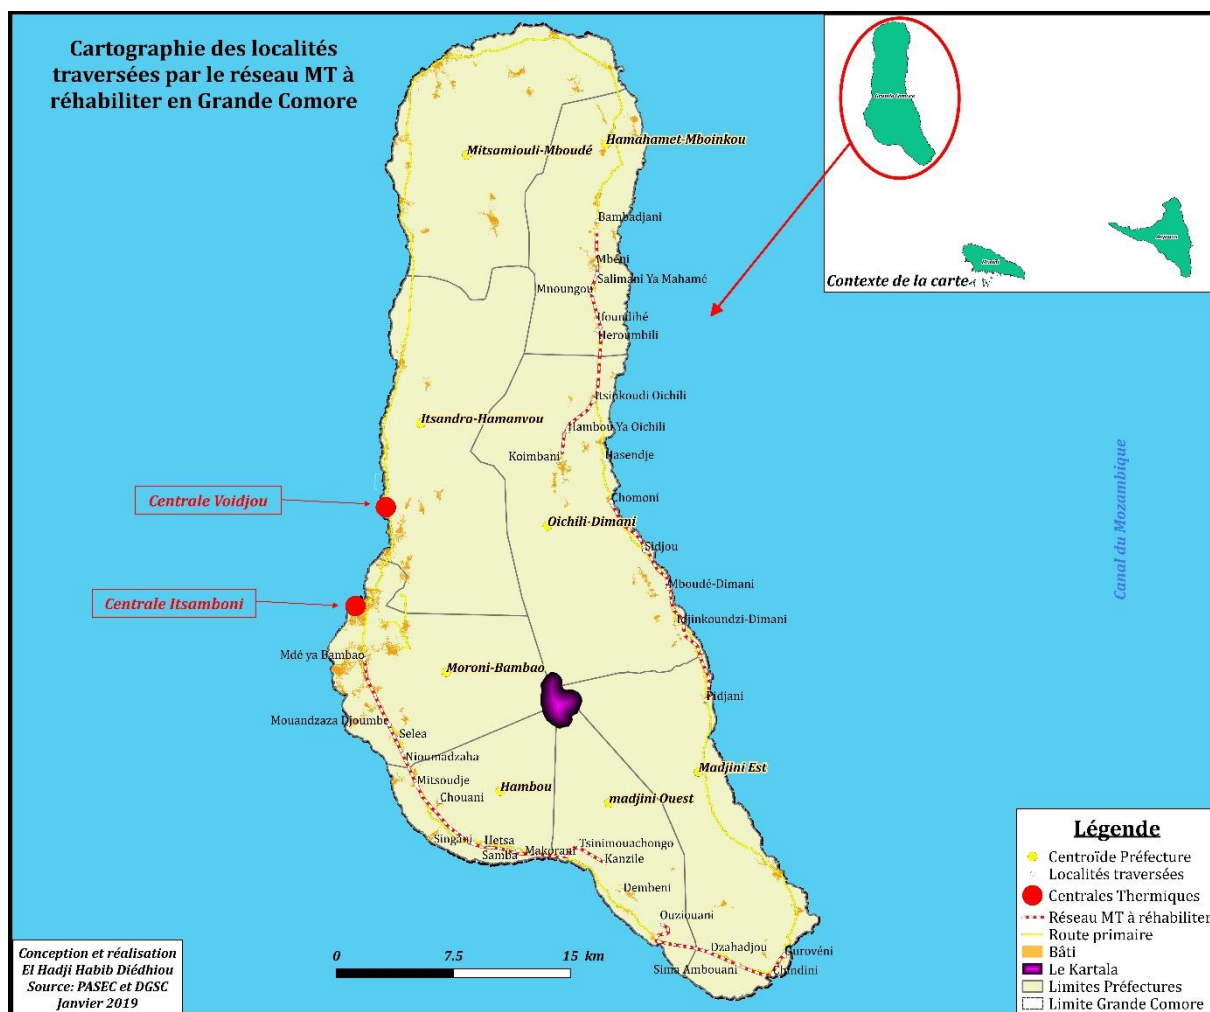 Cartographie des localités
traversées par le réseau MT à
réhabiliter en Grande Comore
Contexte de la carte
Mitsamiouli-Mboudé
Hamahamet-Mboinkou
Bambadjani
Mbéni
Salimani Ya Mahamé
Mnoungou
Heroumbili
Itsinkoudi Oichili
Itsandra-Hamanvou
Hambou Ya Oichili
Koimbani
Hasendje
Centrale Voidjou
Chomoni
Oichili-Dimani
Sidjou
Mboudé-Dimani
Centrale Itsamboni
Idjinkoundzi-Dimani
Mdé ya Bambao
Moroni-Bambao
Pidjani
Mouandzaza Djoumbe
Selea
Nioumadzaha
Madjini Est
Mitsoudje
Hambou
Chouani
madjini Ouest
Singani
Hetsa
Tsinimouachongo
Samba
Makorani
Kanzile
Dembeni
Ouziouani
Dzahadjou
Ourovéni
Sima Ambouani
Chindini
Canal du Mozambique
0 7.5 15 km
Conception et réalisation
El Hadji Habib Diédhiou
Source: PASEC et DGSC
Janvier 2019
Légende
Centroïde Préfecture
Localités traversées
Centrales Thermiques
Réseau MT à réhabiliter
Route primaire
Bâti
Le Kartala
Limites Préfectures
Limite Grande Comore